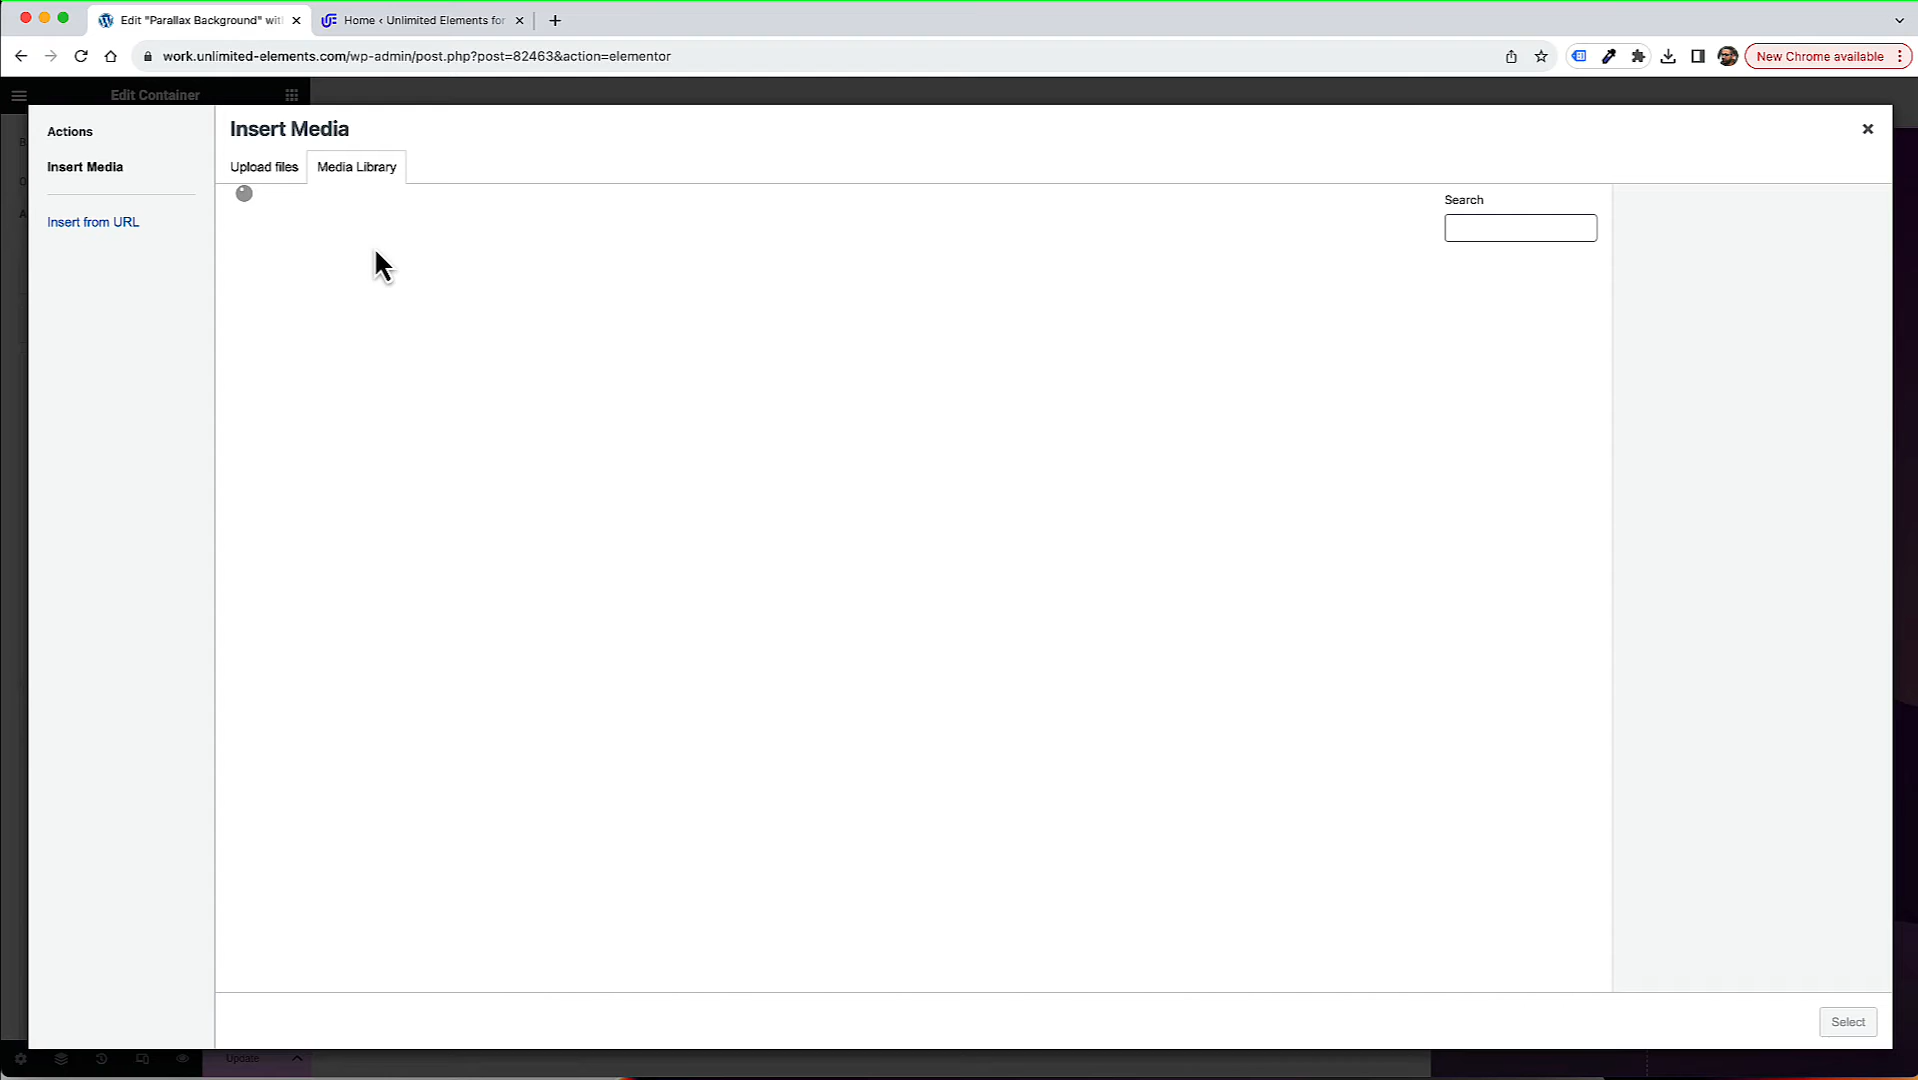 Edit "Parallax Background" wit
Home ‹ Unlimited Elements for
work.unlimited-elements.com/wp-admin/post.php?post=82463&action=elementor
New Chrome available
Edit Container
Actions
Insert Media
Insert from URL
Insert Media
Upload files
Media Library
Search
Select
Update